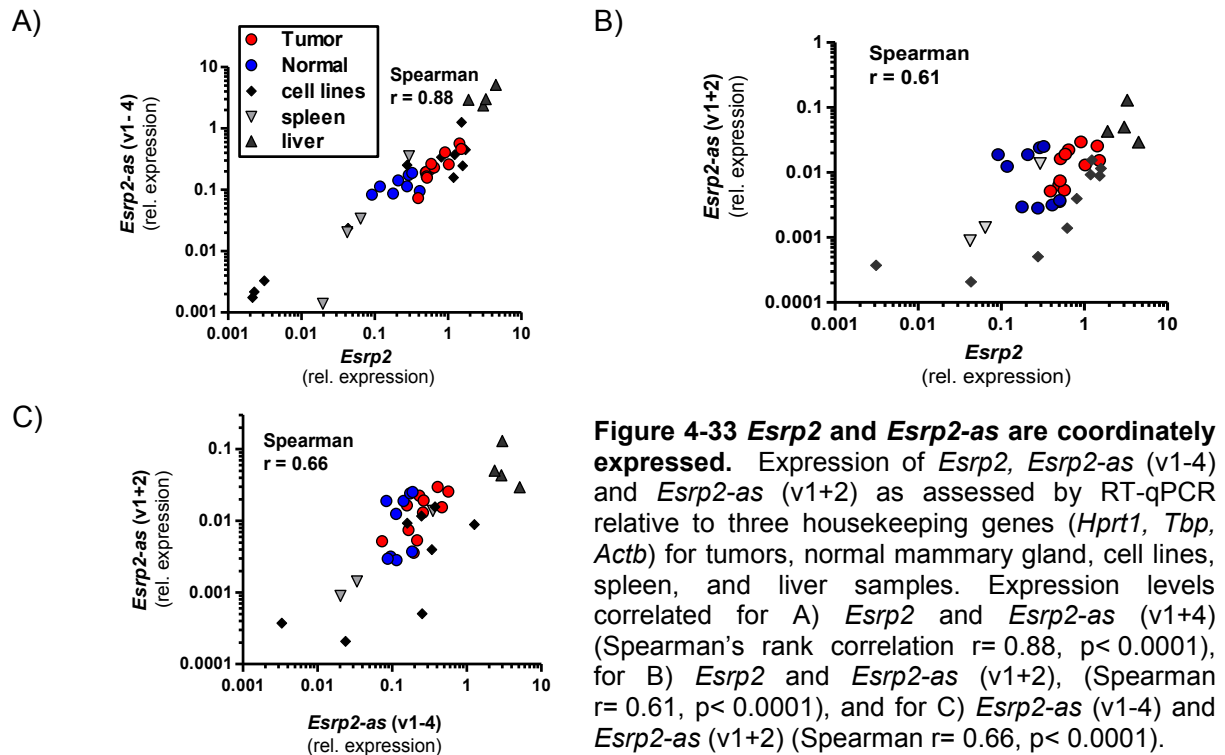 A)
Tumor
Normal
cell lines
spleen
liver
Spearman
r = 0.88
Esrp2-as (v1- 4)
(rel. expression)
10
1
0.1
0.01
0.001
0.001
0.01
0.1
1
10
Esrp2
(rel. expression)
B)
Spearman
r = 0.61
Esrp2-as (v1+2)
(rel. expression)
1
0.1
0.01
0.001
0.0001
0.001
0.01
0.1
1
10
Esrp2
(rel. expression)
C)
Spearman
r = 0.66
Esrp2-as (v1+2)
(rel. expression)
0.1
0.01
0.001
0.0001
0.001
0.01
0.1
1
10
Esrp2-as (v1-4)
(rel. expression)
Figure 4-33 Esrp2 and Esrp2-as are coordinately
expressed. Expression of Esrp2, Esrp2-as (v1-4)
and Esrp2-as (v1+2) as assessed by RT-qPCR
relative to three housekeeping genes (Hprt1, Tbp,
Actb) for tumors, normal mammary gland, cell lines,
spleen, and liver samples. Expression levels
correlated for A) Esrp2 and Esrp2-as (v1+4)
(Spearman's rank correlation r= 0.88, p< 0.0001),
for B) Esrp2 and Esrp2-as (v1+2), (Spearman
r= 0.61, p< 0.0001), and for C) Esrp2-as (v1-4) and
Esrp2-as (v1+2) (Spearman r= 0.66, p< 0.0001).